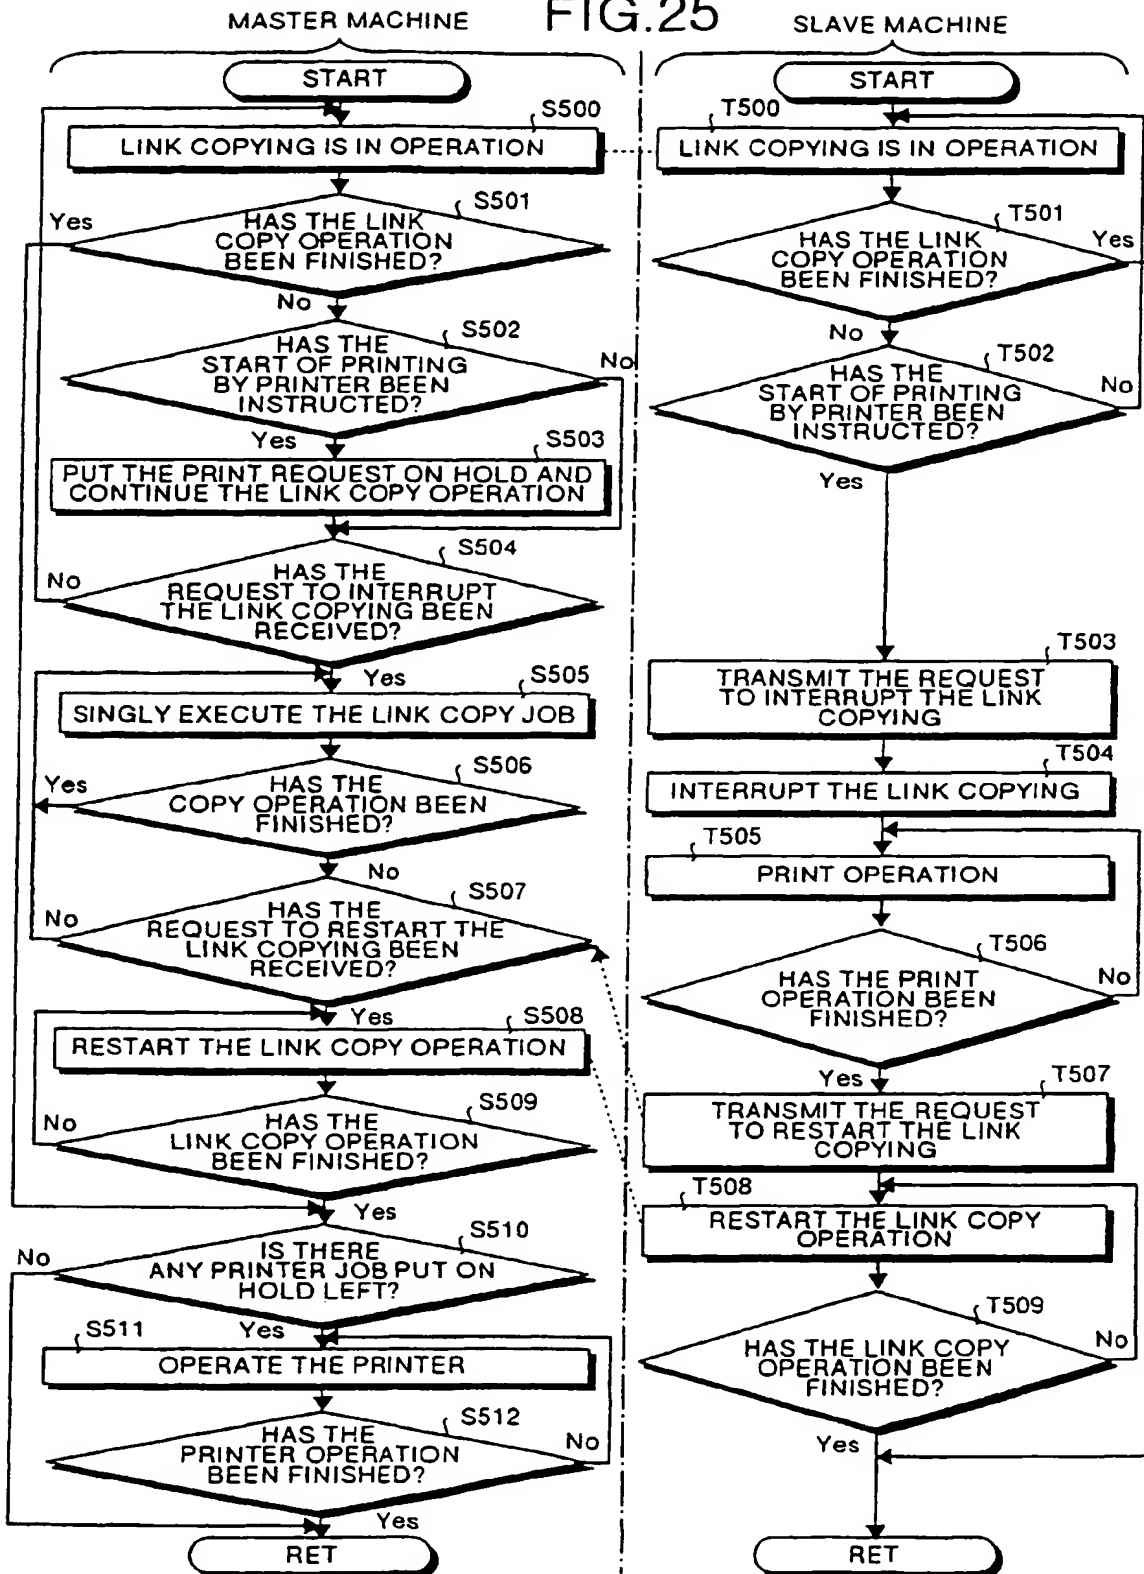 FIG.25
MASTER MACHINE
START
S500
LINK COPYING IS IN OPERATION
S501
Yes
HAS THE LINK
COPY OPERATION
BEEN FINISHED?
No
S502
HAS THE
START OF PRINTING
BY PRINTER BEEN
INSTRUCTED?
No
Yes
S503
PUT THE PRINT REQUEST ON HOLD AND
CONTINUE THE LINK COPY OPERATION
S504
No
HAS THE
REQUEST TO INTERRUPT
THE LINK COPYING BEEN
RECEIVED?
Yes
S505
SINGLY EXECUTE THE LINK COPY JOB
S506
Yes
HAS THE
COPY OPERATION BEEN
FINISHED?
No
S507
No
HAS THE
REQUEST TO RESTART THE
LINK COPYING BEEN
RECEIVED?
Yes
S508
RESTART THE LINK COPY OPERATION
S509
No
HAS THE
LINK COPY OPERATION
BEEN FINISHED?
Yes
S510
No
IS THERE
ANY PRINTER JOB PUT ON
HOLD LEFT?
Yes
S511
OPERATE THE PRINTER
S512
HAS THE
PRINTER OPERATION
BEEN FINISHED?
No
Yes
RET
SLAVE MACHINE
START
T500
LINK COPYING IS IN OPERATION
T501
HAS THE LINK
COPY OPERATION
BEEN FINISHED?
Yes
No
T502
HAS THE
START OF PRINTING
BY PRINTER BEEN
INSTRUCTED?
No
Yes
T503
TRANSMIT THE REQUEST
TO INTERRUPT THE LINK
COPYING
T504
INTERRUPT THE LINK COPYING
T505
PRINT OPERATION
T506
HAS THE PRINT
OPERATION BEEN
FINISHED?
No
Yes
T507
TRANSMIT THE REQUEST
TO RESTART THE LINK
COPYING
T508
RESTART THE LINK COPY
OPERATION
T509
HAS THE LINK COPY
OPERATION BEEN
FINISHED?
No
Yes
RET